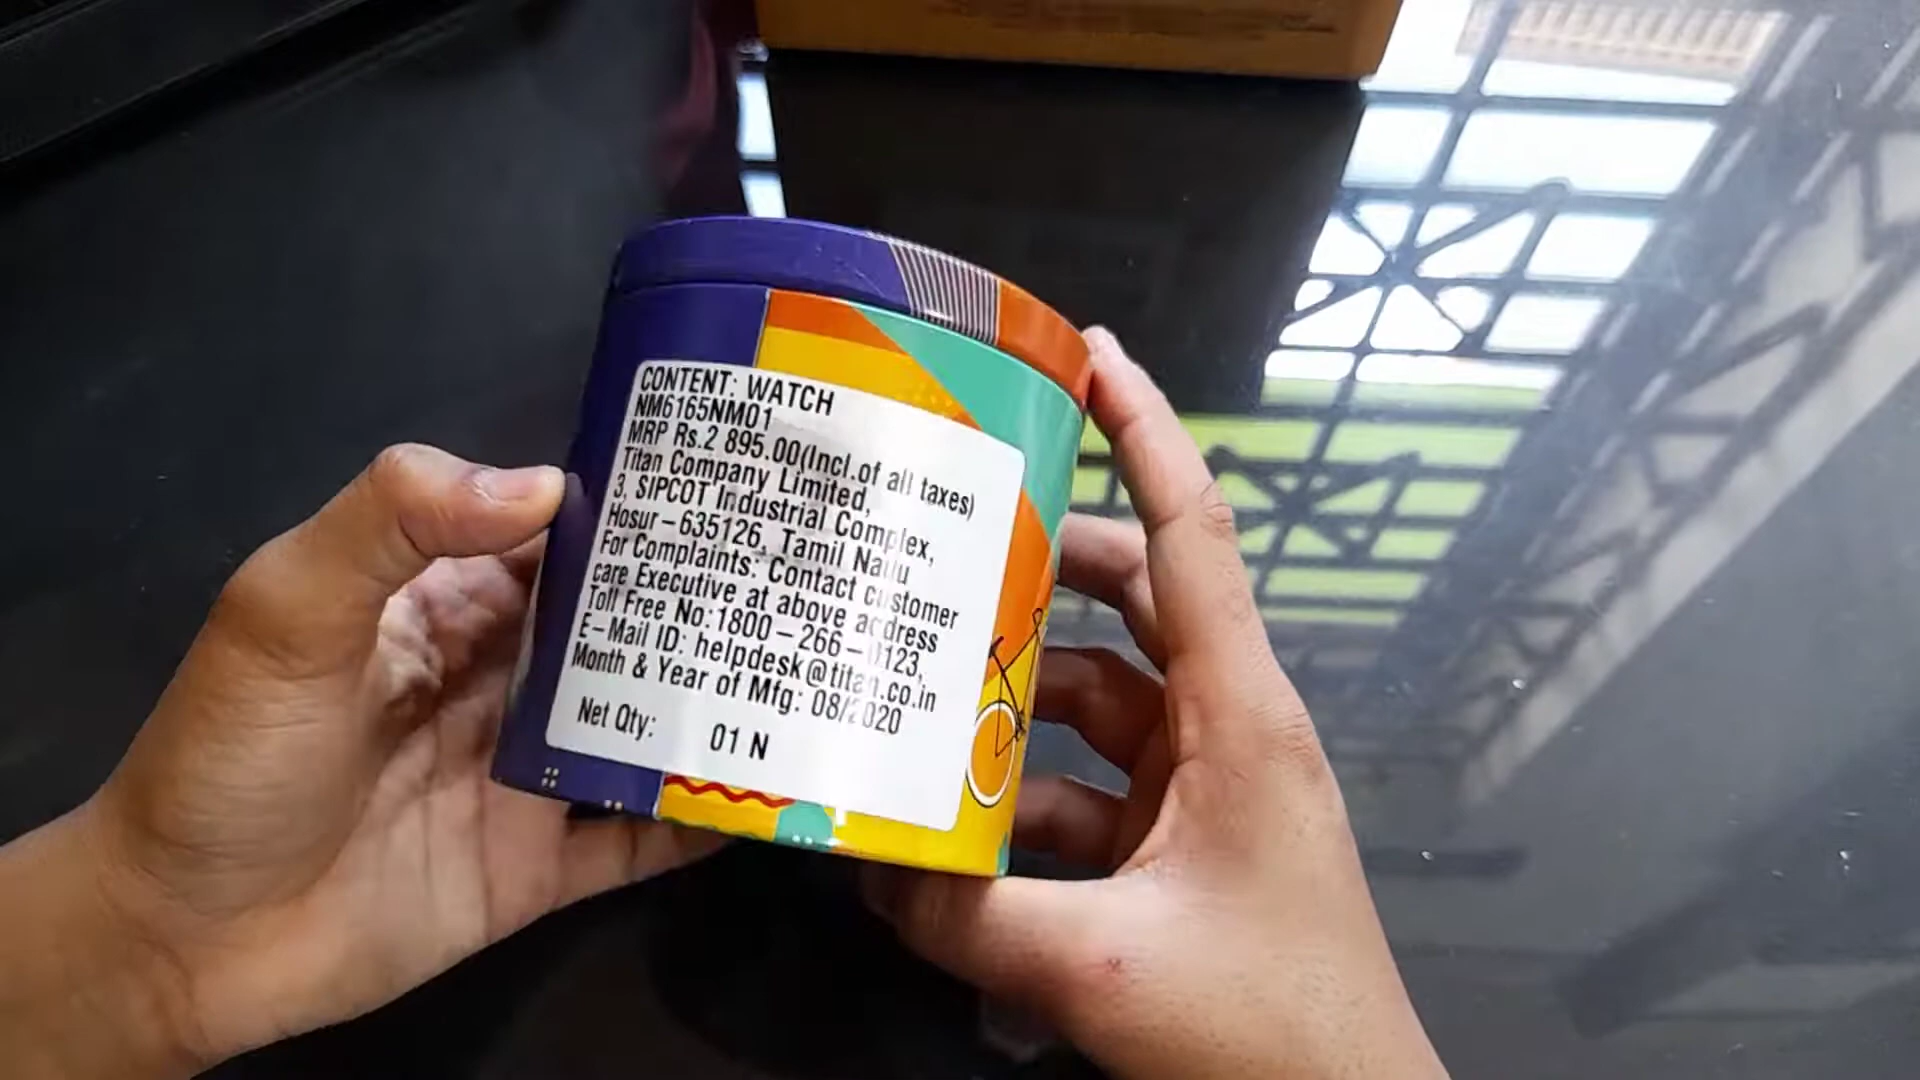 CONTENT: WATCH
NM6165NM01
MRP Rs.2 895.00(Incl.of all taxes)
Titan Company Limited,
3, SIPCOT Industrial Complex,
Hosur-635126, Tamil Nadu
For Complaints: Contact customer
care Executive at above address
Toll Free No:1800-266-0123,
E-Mail ID: helpdesk@titan.co.in
Month & Year of Mfg: 08/2020
Net Qty: 01 N